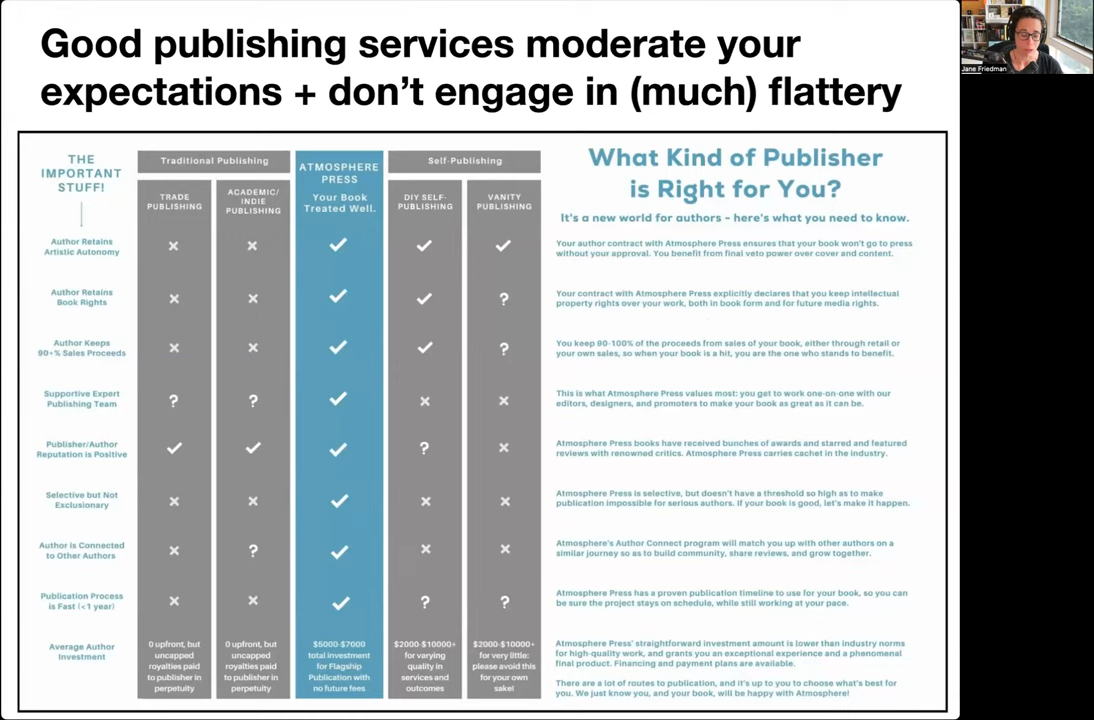 Good publishing services moderate your
expectations + don't engage in (much) flattery
Jane Friedman
THE
IMPORTANT
STUFF!
Traditional Publishing
ATMOSPHERE
PRESS
Your Book
Treated Well.
Self-Publishing
TRADE
PUBLISHING
ACADEMIC/
INDIE
PUBLISHING
DIY SELF-
PUBLISHING
VANITY
PUBLISHING
What Kind of Publisher
is Right for You?
It's a new world for authors - here's what you need to know.
Author Retains
Artistic Autonomy
Your author contract with Atmosphere Press ensures that your book won't go to press
without your approval. You benefit from final veto power over cover and content.
Author Retains
Book Rights
?
Your contract with Atmosphere Press explicitly declares that you keep intellectual
property rights over your work, both in book form and for future media rights.
Author Keeps
90+% Sales Proceeds
?
You keep 90-100% of the proceeds from sales of your book, either through retail or
your own sales, so when your book is a hit, you are the one who stands to benefit.
Supportive Expert
Publishing Team
? ?
This is what Atmosphere Press values most: you get to work one-on-one with our
editors, designers, and promoters to make your book as great as it can be.
Publisher/Author
Reputation is Positive
?
Atmosphere Press books have received bunches of awards and starred and featured
reviews with renowned critics. Atmosphere Press carries cachet in the industry.
Selective but Not
Exclusionary
Atmosphere Press is selective, but doesn't have a threshold so high as to make
publication impossible for serious authors. If your book is good, let's make it happen.
Author is Connected
to Other Authors
?
Atmosphere's Author Connect program will match you up with other authors on a
similar journey so as to build community, share reviews, and grow together.
Publication Process
is Fast (<1 year)
? ?
Atmosphere Press has a proven publication timeline to use for your book, so you can
be sure the project stays on schedule, while still working at your pace.
Average Author
Investment
0 upfront, but
uncapped
royalties paid
to publisher in
perpetuity
0 upfront, but
uncapped
royalties paid
to publisher in
perpetuity
$5000-$7000
total investment
for Flagship
Publication with
no future fees
$2000-$10000+
for varying
quality in
services and
outcomes
$2000-$10000+
for very little:
please avoid this
for your own
sake!
Atmosphere Press' straightforward investment amount is lower than industry norms
for high-quality work, and grants you an exceptional experience and a phenomenal
final product. Financing and payment plans are available.
There are a lot of routes to publication, and it's up to you to choose what's best for
you. We just know you, and your book, will be happy with Atmosphere!